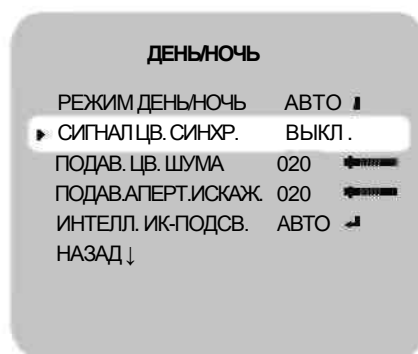 ДЕНЬ/НОЧЬ
РЕЖИМ ДЕНЬ/НОЧЬ АВТО
СИГНАЛ ЦВ. СИНХР. ВЫКЛ.
ПОДАВ. ЦВ. ШУМА 020
ПОДАВ.АПЕРТ.ИСКАЖ. 020
ИНТЕЛЛ. ИК-ПОДСВ. АВТО ↲
НАЗАД ↓